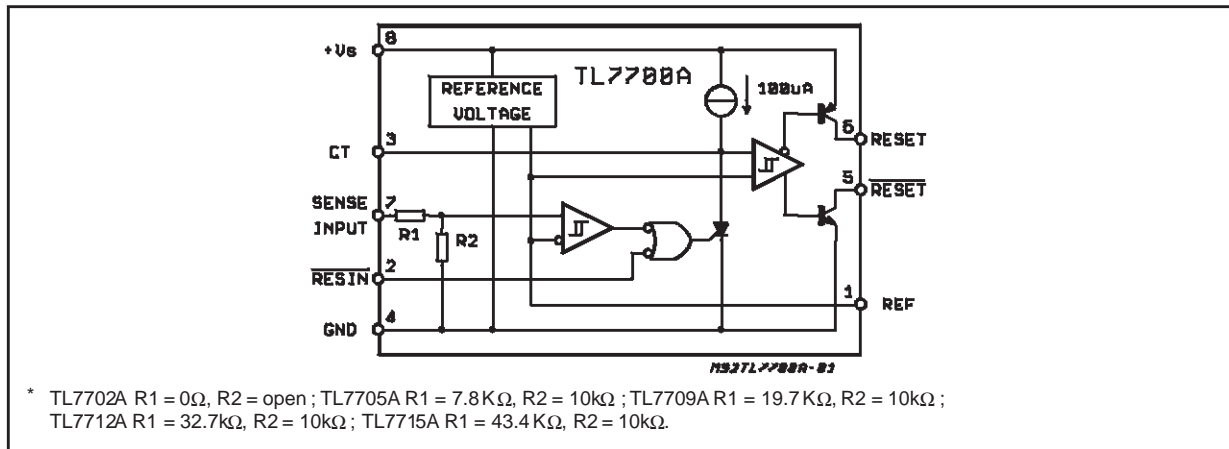 8
+Vs
TL7700A
REFERENCE
VOLTAGE
100uA
6
RESET
3
CT
5
RESET
SENSE
INPUT
7
R1
R2
2
RESIN
1
REF
4
GND
M92TL7700A-01
* TL7702A R1 = 0Ω, R2 = open ; TL7705A R1 = 7.8 KΩ, R2 = 10kΩ ; TL7709A R1 = 19.7 KΩ, R2 = 10kΩ ;
TL7712A R1 = 32.7kΩ, R2 = 10kΩ ; TL7715A R1 = 43.4 KΩ, R2 = 10kΩ.